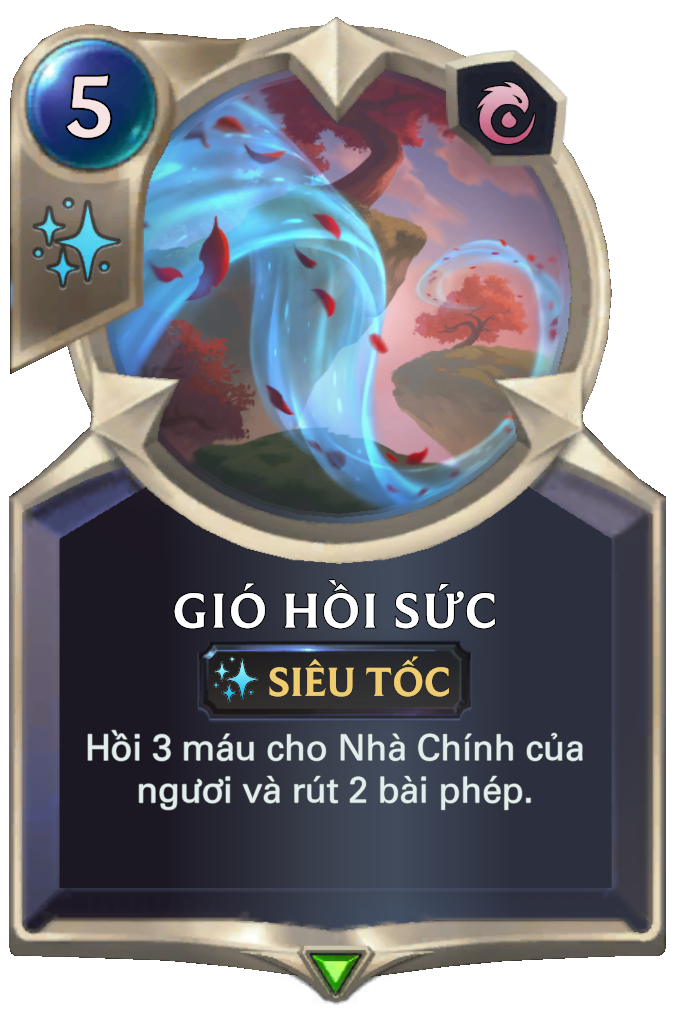 5
GIÓ HỒI SỨC
SIÊU TỐC
Hồi 3 máu cho Nhà Chính của
ngươi và rút 2 bài phép.